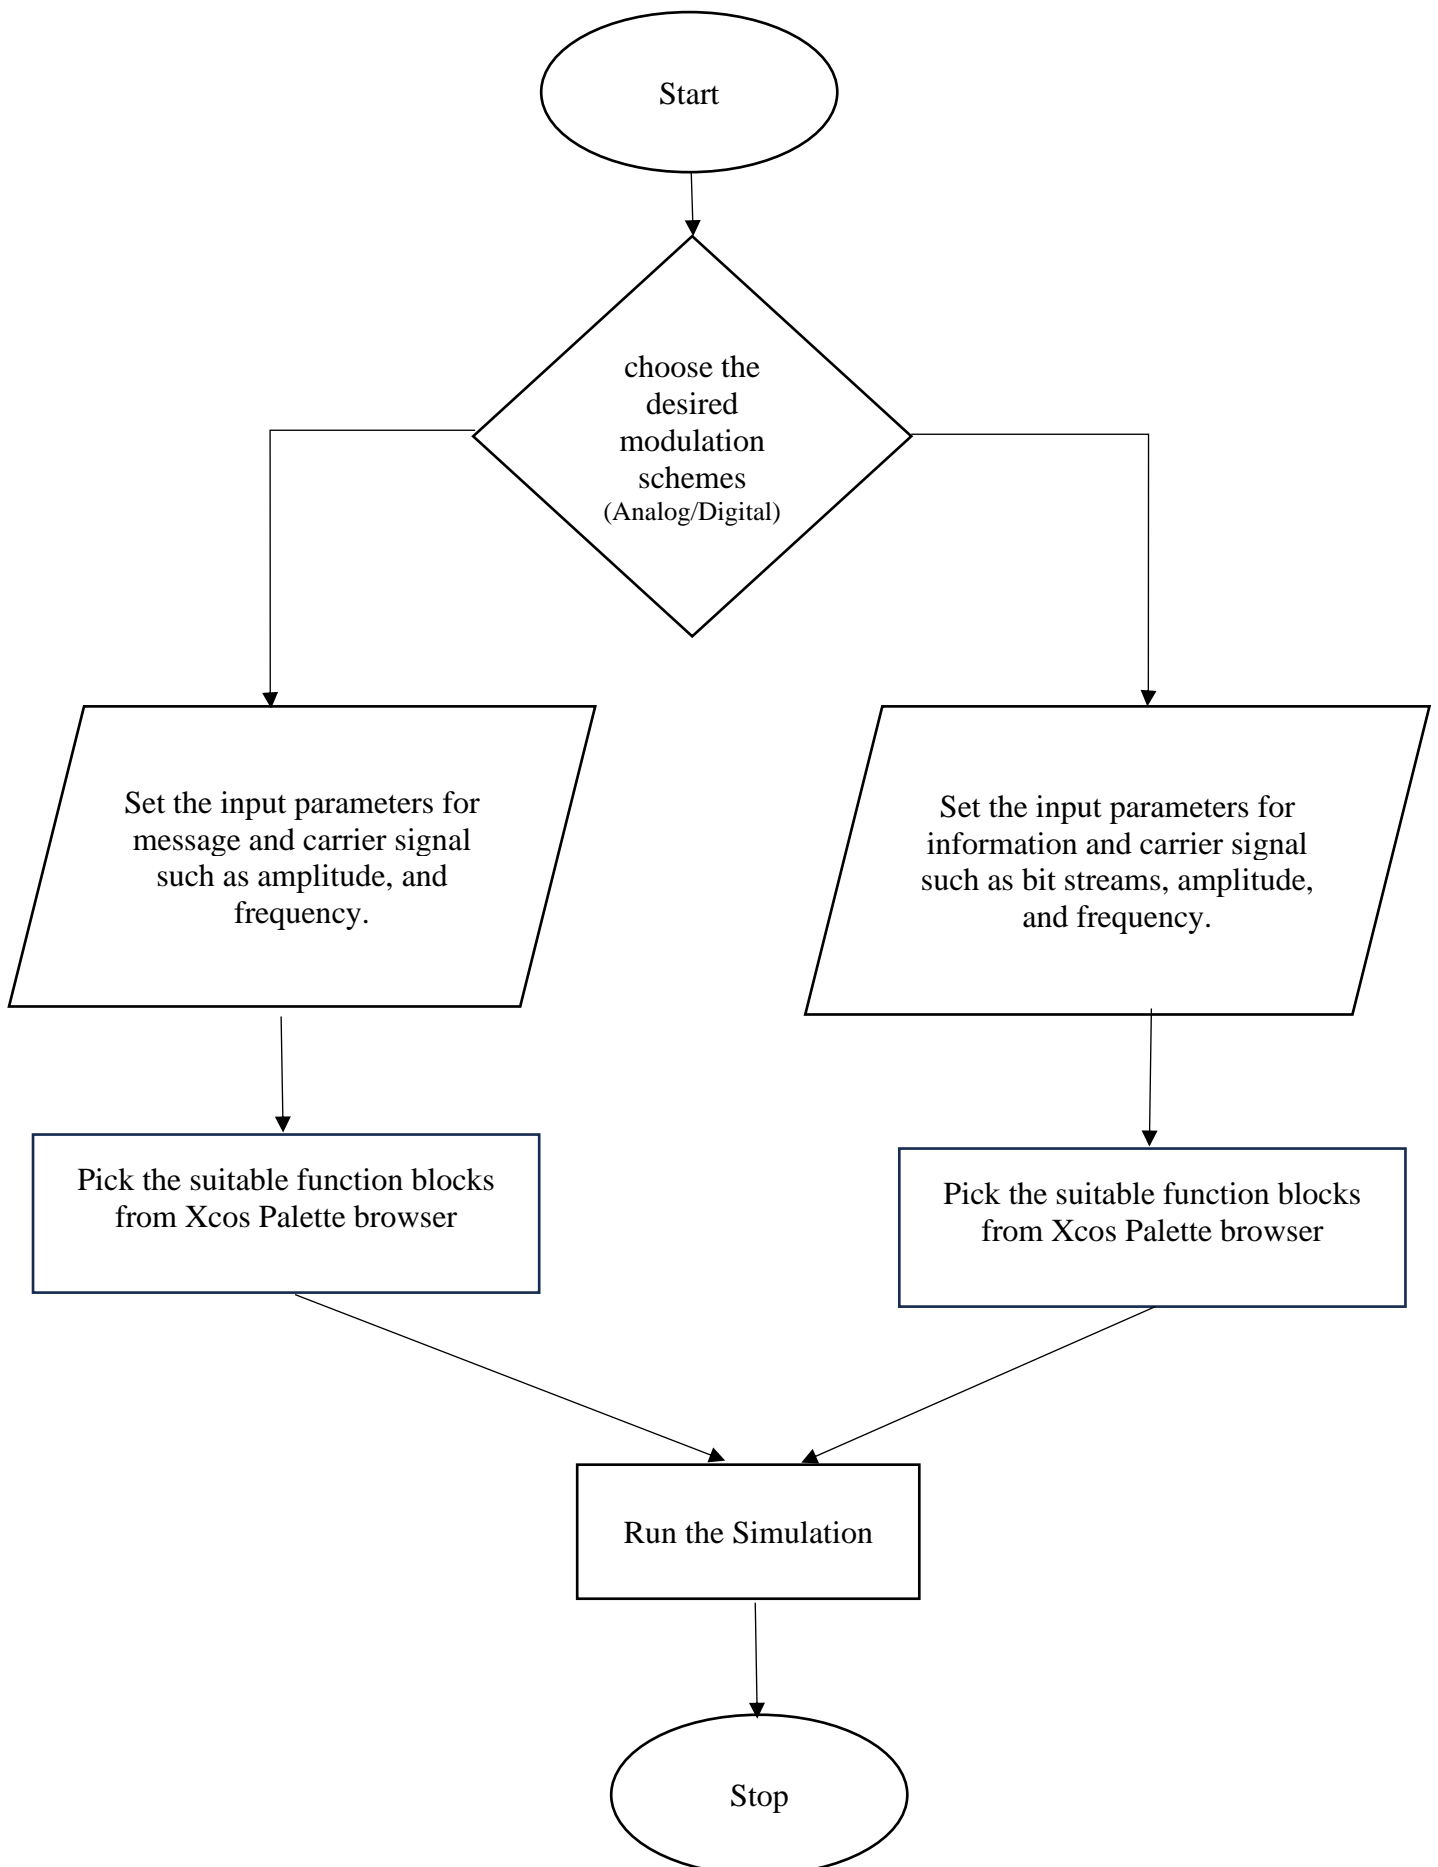 Start
choose the
desired
modulation
schemes
(Analog/Digital)
Set the input parameters for
message and carrier signal
such as amplitude, and
frequency.
Set the input parameters for
information and carrier signal
such as bit streams, amplitude,
and frequency.
Pick the suitable function blocks
from Xcos Palette browser
Pick the suitable function blocks
from Xcos Palette browser
Run the Simulation
Stop